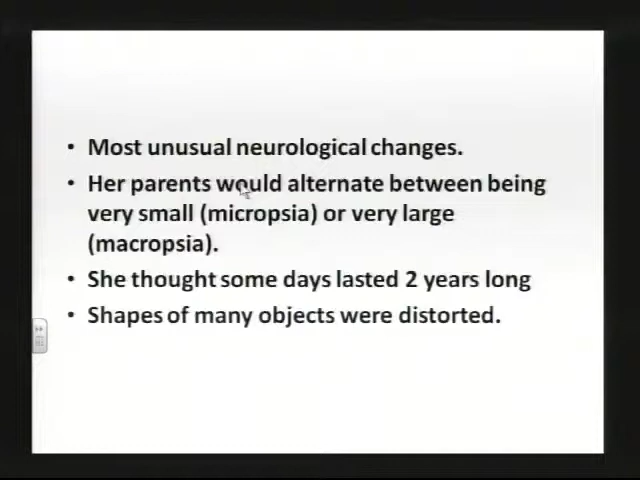 • Most unusual neurological changes.
• Her parents would alternate between being
very small (micropsia) or very large
(macropsia).
• She thought some days lasted 2 years long
• Shapes of many objects were distorted.